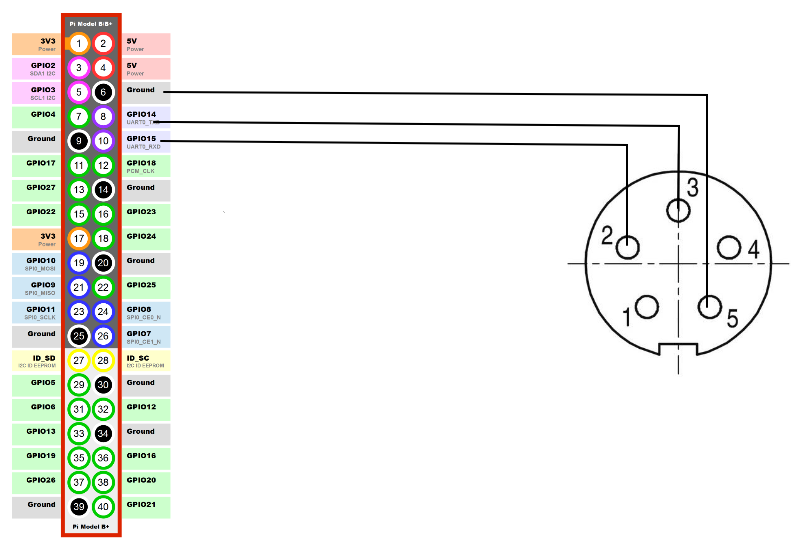 Pi Model B/B+
3V3 1 2 5V
Power Power
GPIO2 3 4 5V
SDA1 I2C Power
GPIO3 5 6 Ground
SCL1 I2C
GPIO4 7 8 GPIO14
UART0_T
Ground 9 10 GPIO15
UART0_RXD
GPIO17 11 12 GPIO18
PCM_CLK
GPIO27 13 14 Ground
GPIO22 15 16 GPIO23
3V3 17 18 GPIO24
Power
GPIO10 19 20 Ground
SPI0_MOSI
GPIO9 21 22 GPIO25
SPI0_MISO
GPIO11 23 24 GPIO8
SPI0_SCLK SPI0_CE0_N
Ground 25 26 GPIO7
SPI0_CE1_N
ID_SD 27 28 ID_SC
I2C ID EEPROM I2C ID EEPROM
GPIO5 29 30 Ground
GPIO6 31 32 GPIO12
GPIO13 33 34 Ground
GPIO19 35 36 GPIO16
GPIO26 37 38 GPIO20
Ground 39 40 GPIO21
Pi Model B+
3
2 4
1 5